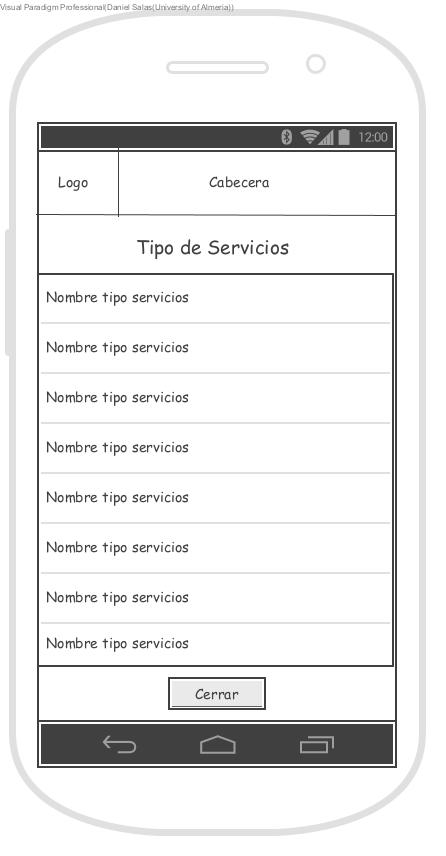 Visual Paradigm Professional(Daniel Salas(University of Almeria))
12:00
Logo
Cabecera
Tipo de Servicios
Nombre tipo servicios
Nombre tipo servicios
Nombre tipo servicios
Nombre tipo servicios
Nombre tipo servicios
Nombre tipo servicios
Nombre tipo servicios
Nombre tipo servicios
Cerrar